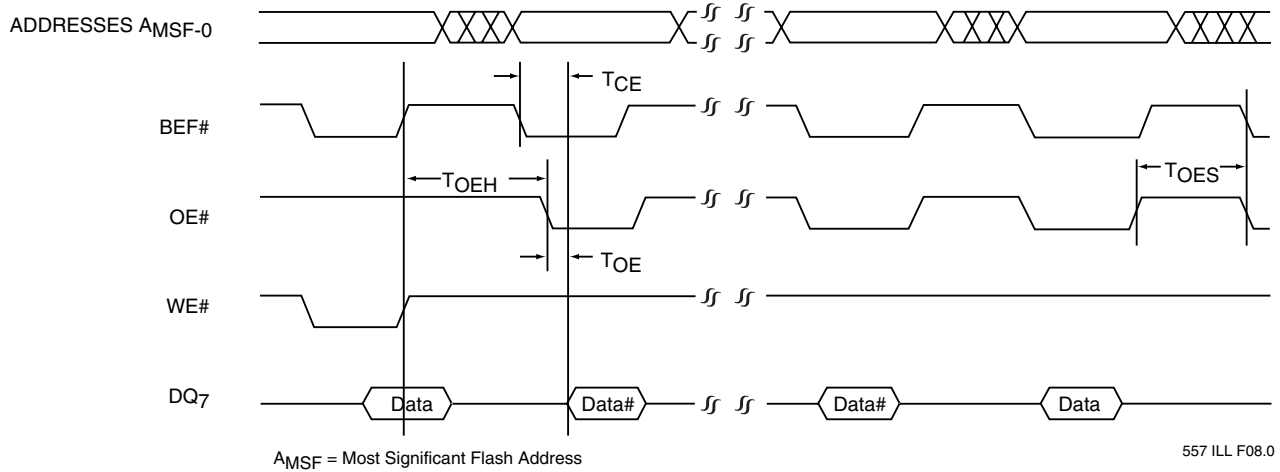 ADDRESSES AMSF-0
TCE
BEF#
TOEH
TOES
OE#
TOE
WE#
DQ7
Data
Data#
Data#
Data
AMSF = Most Significant Flash Address
557 ILL F08.0